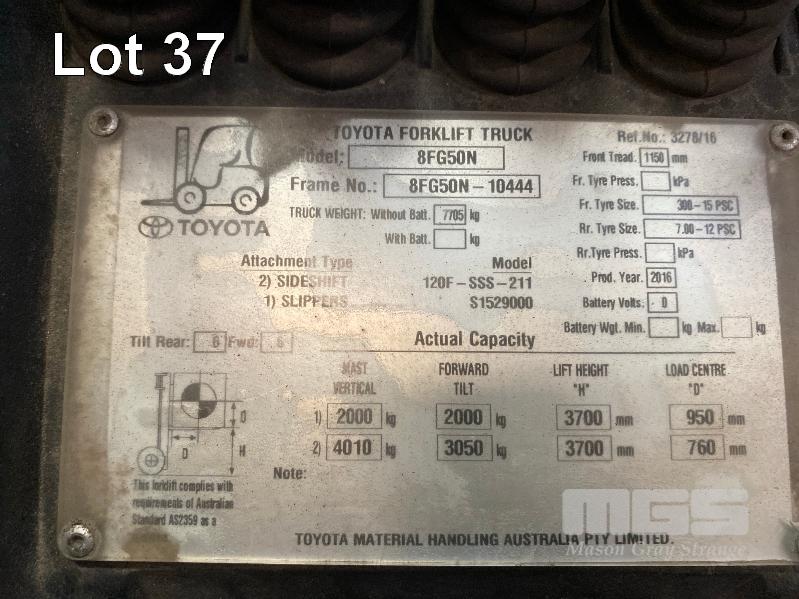 Lot 37
TOYOTA FORKLIFT TRUCK
Ref.No.: 3278/16
Model: 8FG50N
Front Tread. 1150 mm
Frame No.: 8FG50N-10444
Fr. Tyre Press. kPa
TRUCK WEIGHT: Without Batt. 7705 kg
Fr. Tyre Size. 300-15 PSC
TOYOTA
With Batt. kg
Rr. Tyre Size. 7.00-12 PSC
Rr.Tyre Press. kPa
Attachment Type Model
Prod. Year. 2016
2) SIDESHIFT 120F-SSS-211
1) SLIPPERS S1529000
Battery Volts: 0
Battery Wgt. Min. kg Max. kg
Tilt Rear: 6 Fwd: 6
Actual Capacity
MAST VERTICAL FORWARD TILT LIFT HEIGHT "H" LOAD CENTRE "D"
1) 2000 kg 2000 kg 3700 mm 950 mm
2) 4010 kg 3050 kg 3700 mm 760 mm
D
D
H
Note:
This forklift complies with
requirements of Australian
Standard AS2359 as a
TOYOTA MATERIAL HANDLING AUSTRALIA PTY LIMITED.
MGS
Mason Gray Strange